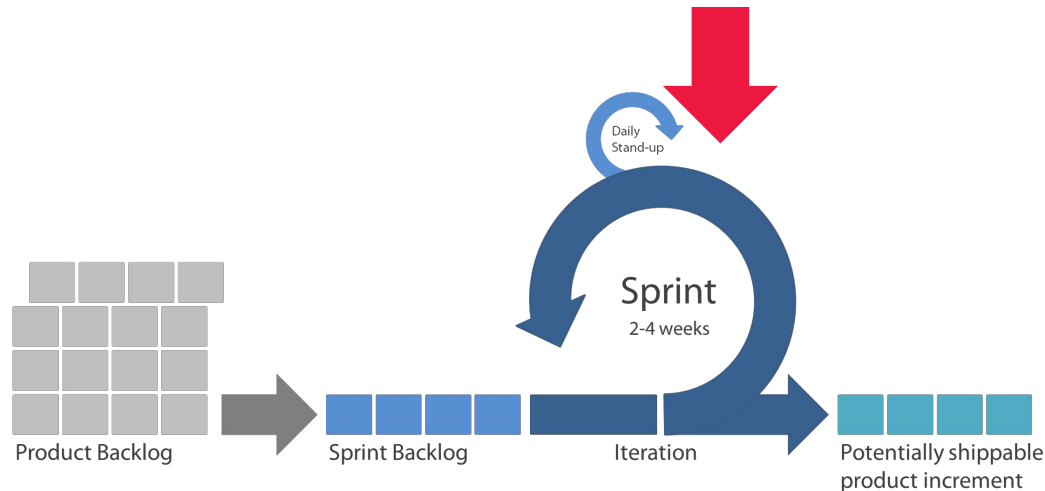 Daily
Stand-up
Sprint
2-4 weeks
Product Backlog
Sprint Backlog
Iteration
Potentially shippable
product increment